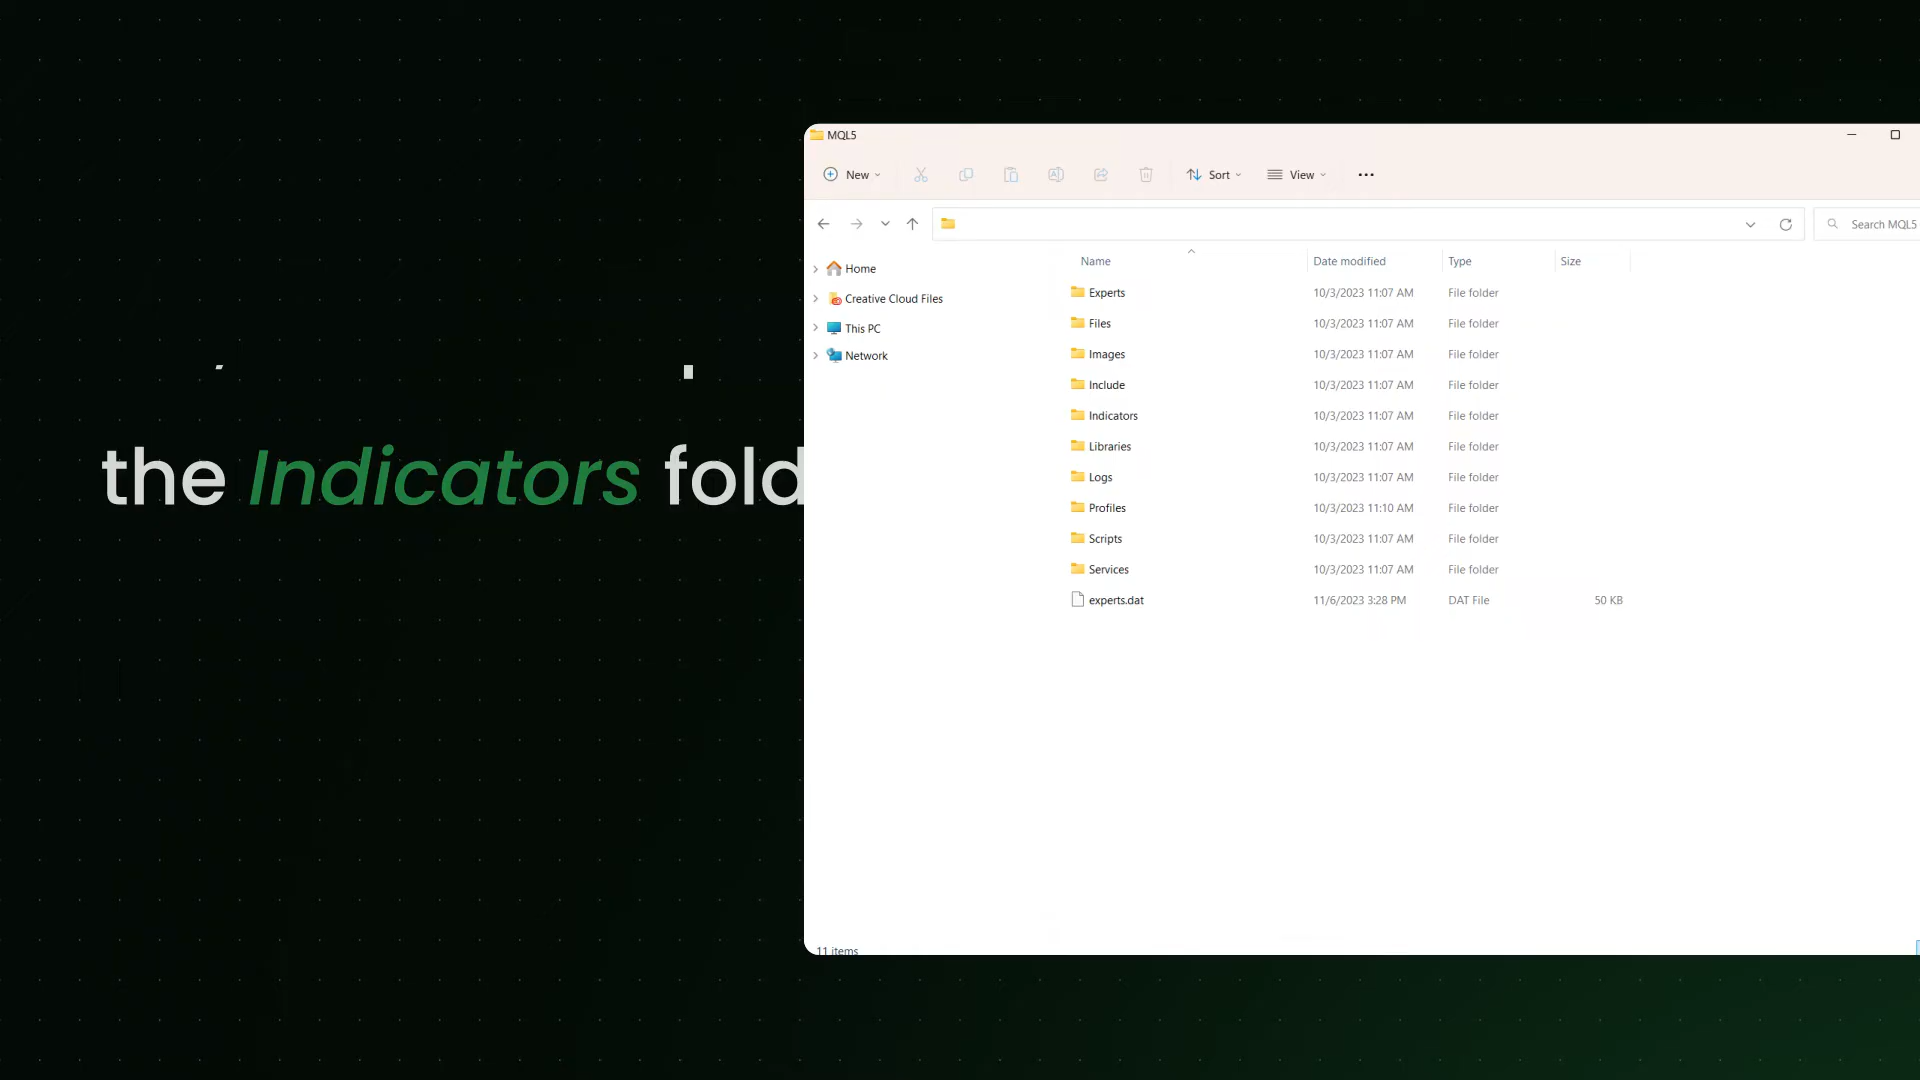 the Indicators fold
MQL5
New
Sort
View
Search MQL5
Name
Date modified
Type
Size
Home
Creative Cloud Files
This PC
Network
Experts 10/3/2023 11:07 AM File folder
Files 10/3/2023 11:07 AM File folder
Images 10/3/2023 11:07 AM File folder
Include 10/3/2023 11:07 AM File folder
Indicators 10/3/2023 11:07 AM File folder
Libraries 10/3/2023 11:07 AM File folder
Logs 10/3/2023 11:07 AM File folder
Profiles 10/3/2023 11:10 AM File folder
Scripts 10/3/2023 11:07 AM File folder
Services 10/3/2023 11:07 AM File folder
experts.dat 11/6/2023 3:28 PM DAT File 50 KB
11 items